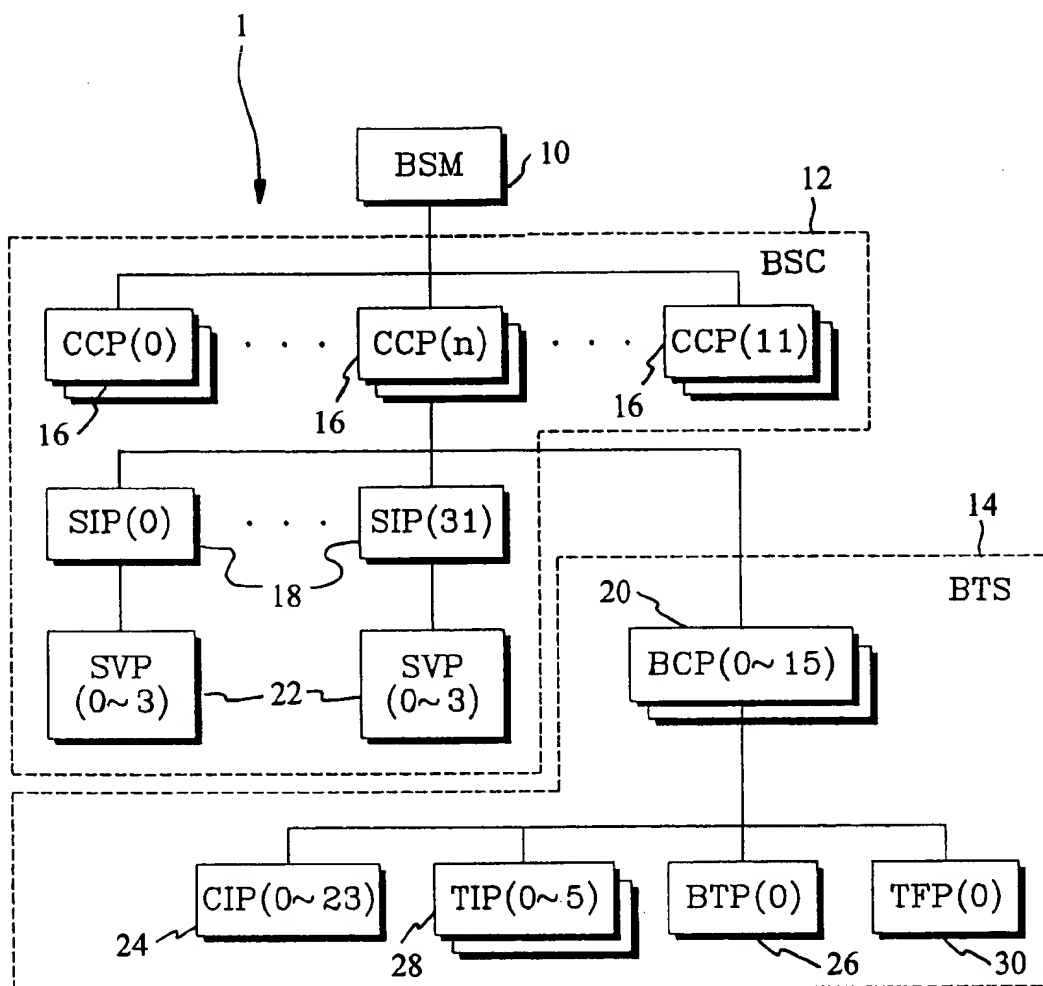 1
BSM
10
12
BSC
CCP(0)
. . .
CCP(n)
. . . .
CCP(11)
16
16
16
SIP(0)
. . .
SIP(31)
18
14
BTS
20
SVP
(0~3)
22
SVP
(0~3)
BCP(0~15)
CIP(0~23)
TIP(0~5)
BTP(0)
TFP(0)
24
28
26
30